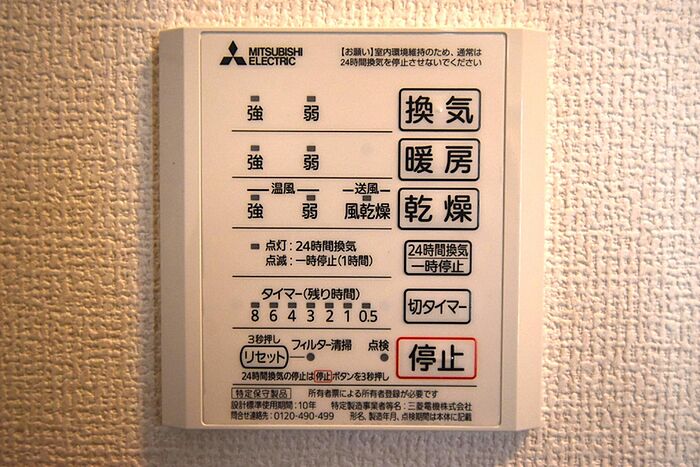 MITSUBISHI
ELECTRIC
【お願い】室内環境維持のため、通常は
24時間換気を停止させないでください
強 弱 換気
強 弱 暖房
温風 送風
強 弱 風乾燥 乾燥
点灯:24時間換気
点滅:一時停止(1時間)
24時間換気
一時停止
タイマー(残り時間)
8 6 4 3 2 1 0.5
切タイマー
3秒押し
リセット フィルター清掃 点検
停止
24時間換気の停止は停止ボタンを3秒押し
特定保守製品 所有者票による所有者登録が必要です
設計標準使用期間:10年 特定製造事業者等名:三菱電機株式会社
問合せ連絡先:0120-490-499 形名、製造年月、点検期間は本体に記載